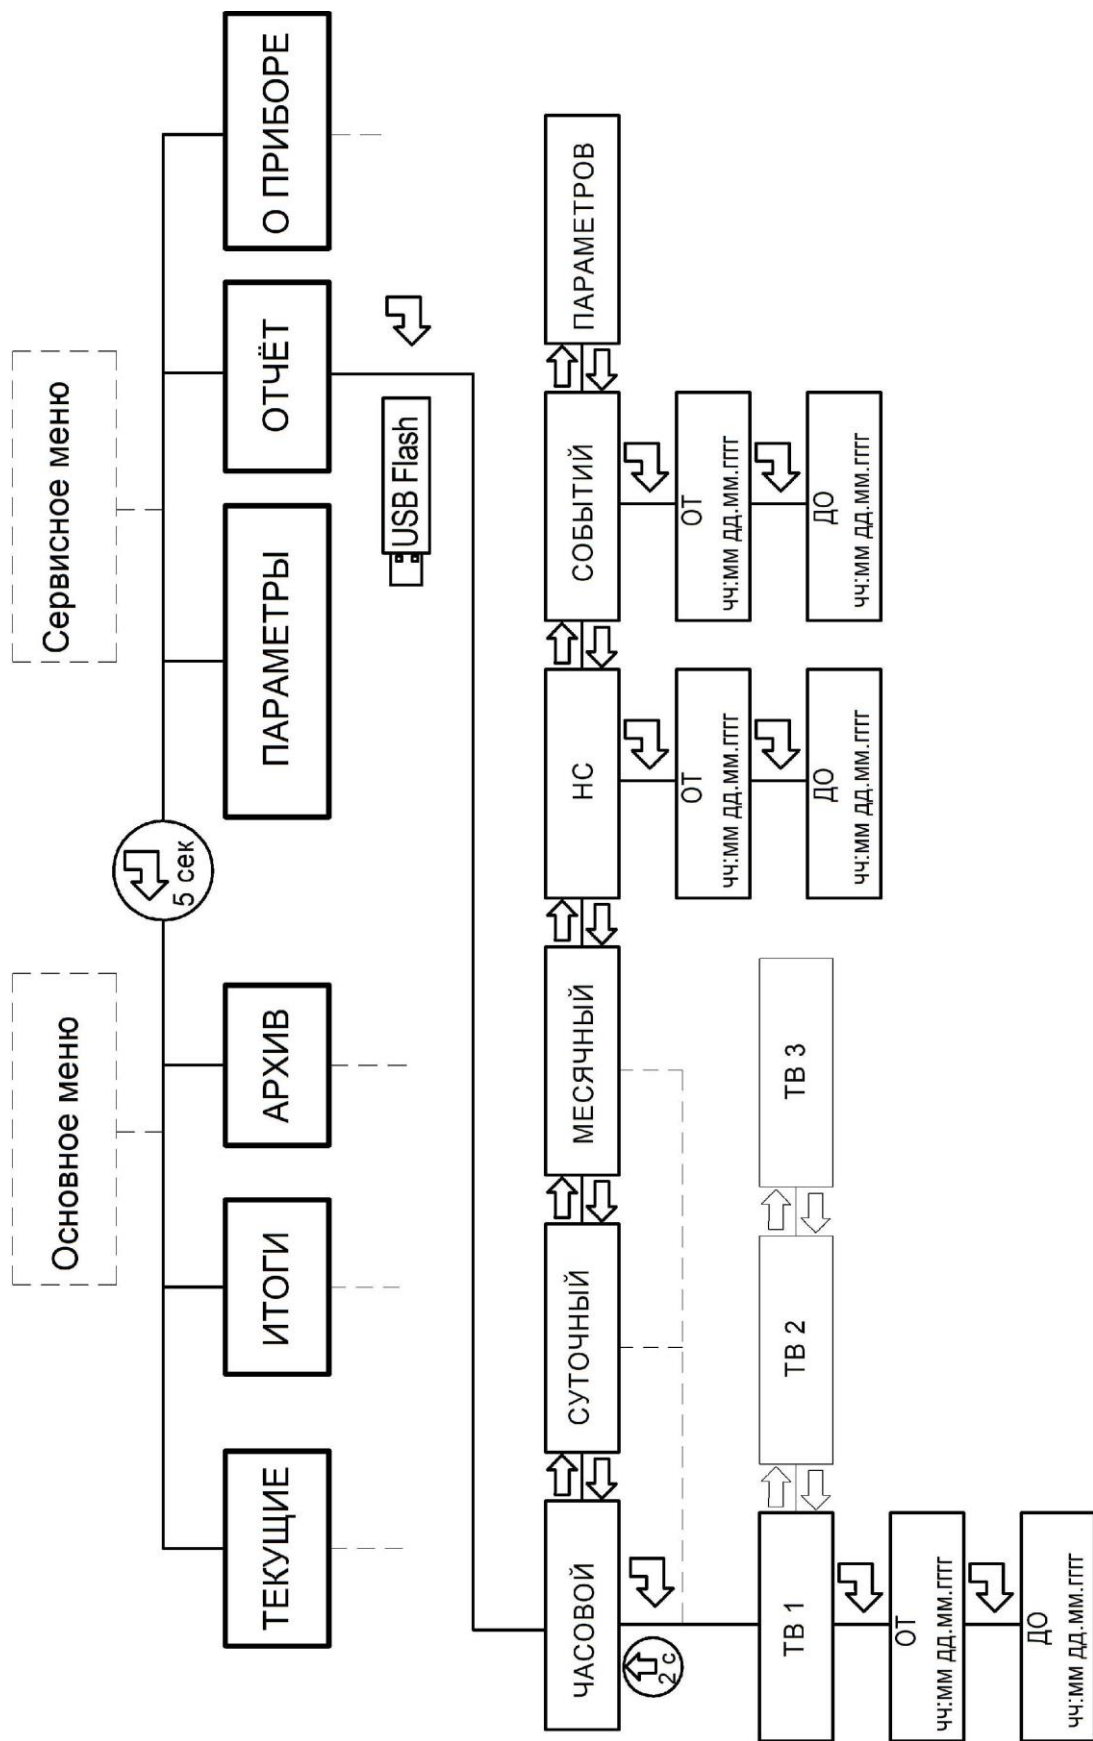 Основное меню
Сервисное меню
5 сек
ТЕКУЩИЕ
ИТОГИ
АРХИВ
ПАРАМЕТРЫ
ОТЧЁТ
О ПРИБОРЕ
USB Flash
ЧАСОВОЙ
СУТОЧНЫЙ
МЕСЯЧНЫЙ
НС
СОБЫТИЙ
ПАРАМЕТРОВ
2 с
ОТ
чч:мм дд.мм.гггг
ОТ
чч:мм дд.мм.гггг
ТВ 1
ТВ 2
ТВ 3
ДО
чч:мм дд.мм.гггг
ДО
чч:мм дд.мм.гггг
ОТ
чч:мм дд.мм.гггг
ДО
чч:мм дд.мм.гггг